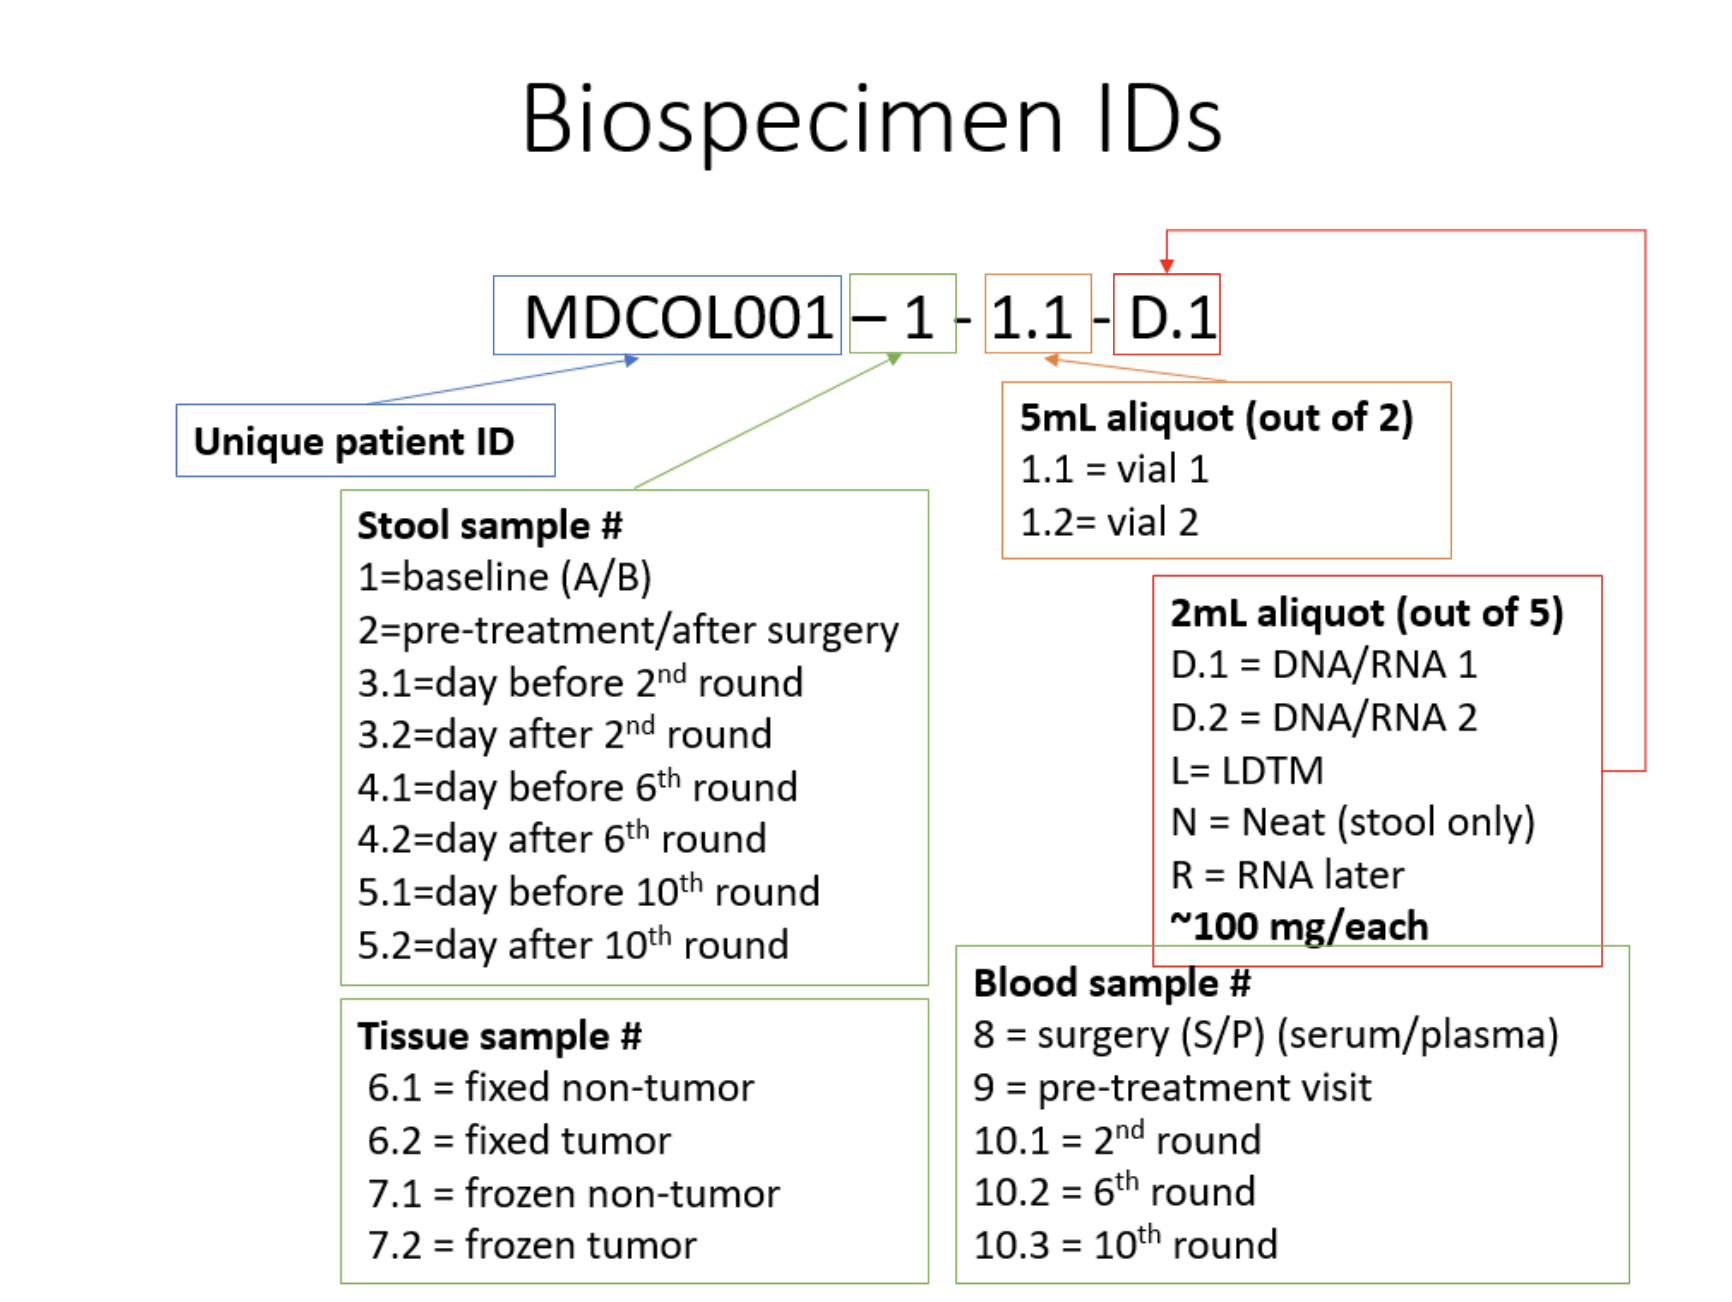 Biospecimen IDs
MDCOL001 – 1 - 1.1 - D.1
Unique patient ID
5mL aliquot (out of 2)
1.1 = vial 1
1.2= vial 2
Stool sample #
1=baseline (A/B)
2=pre-treatment/after surgery
3.1=day before 2nd round
3.2=day after 2nd round
4.1=day before 6th round
4.2=day after 6th round
5.1=day before 10th round
5.2=day after 10th round
2mL aliquot (out of 5)
D.1 = DNA/RNA 1
D.2 = DNA/RNA 2
L= LDTM
N = Neat (stool only)
R = RNA later
~100 mg/each
Tissue sample #
6.1 = fixed non-tumor
6.2 = fixed tumor
7.1 = frozen non-tumor
7.2 = frozen tumor
Blood sample #
8 = surgery (S/P) (serum/plasma)
9 = pre-treatment visit
10.1 = 2nd round
10.2 = 6th round
10.3 = 10th round